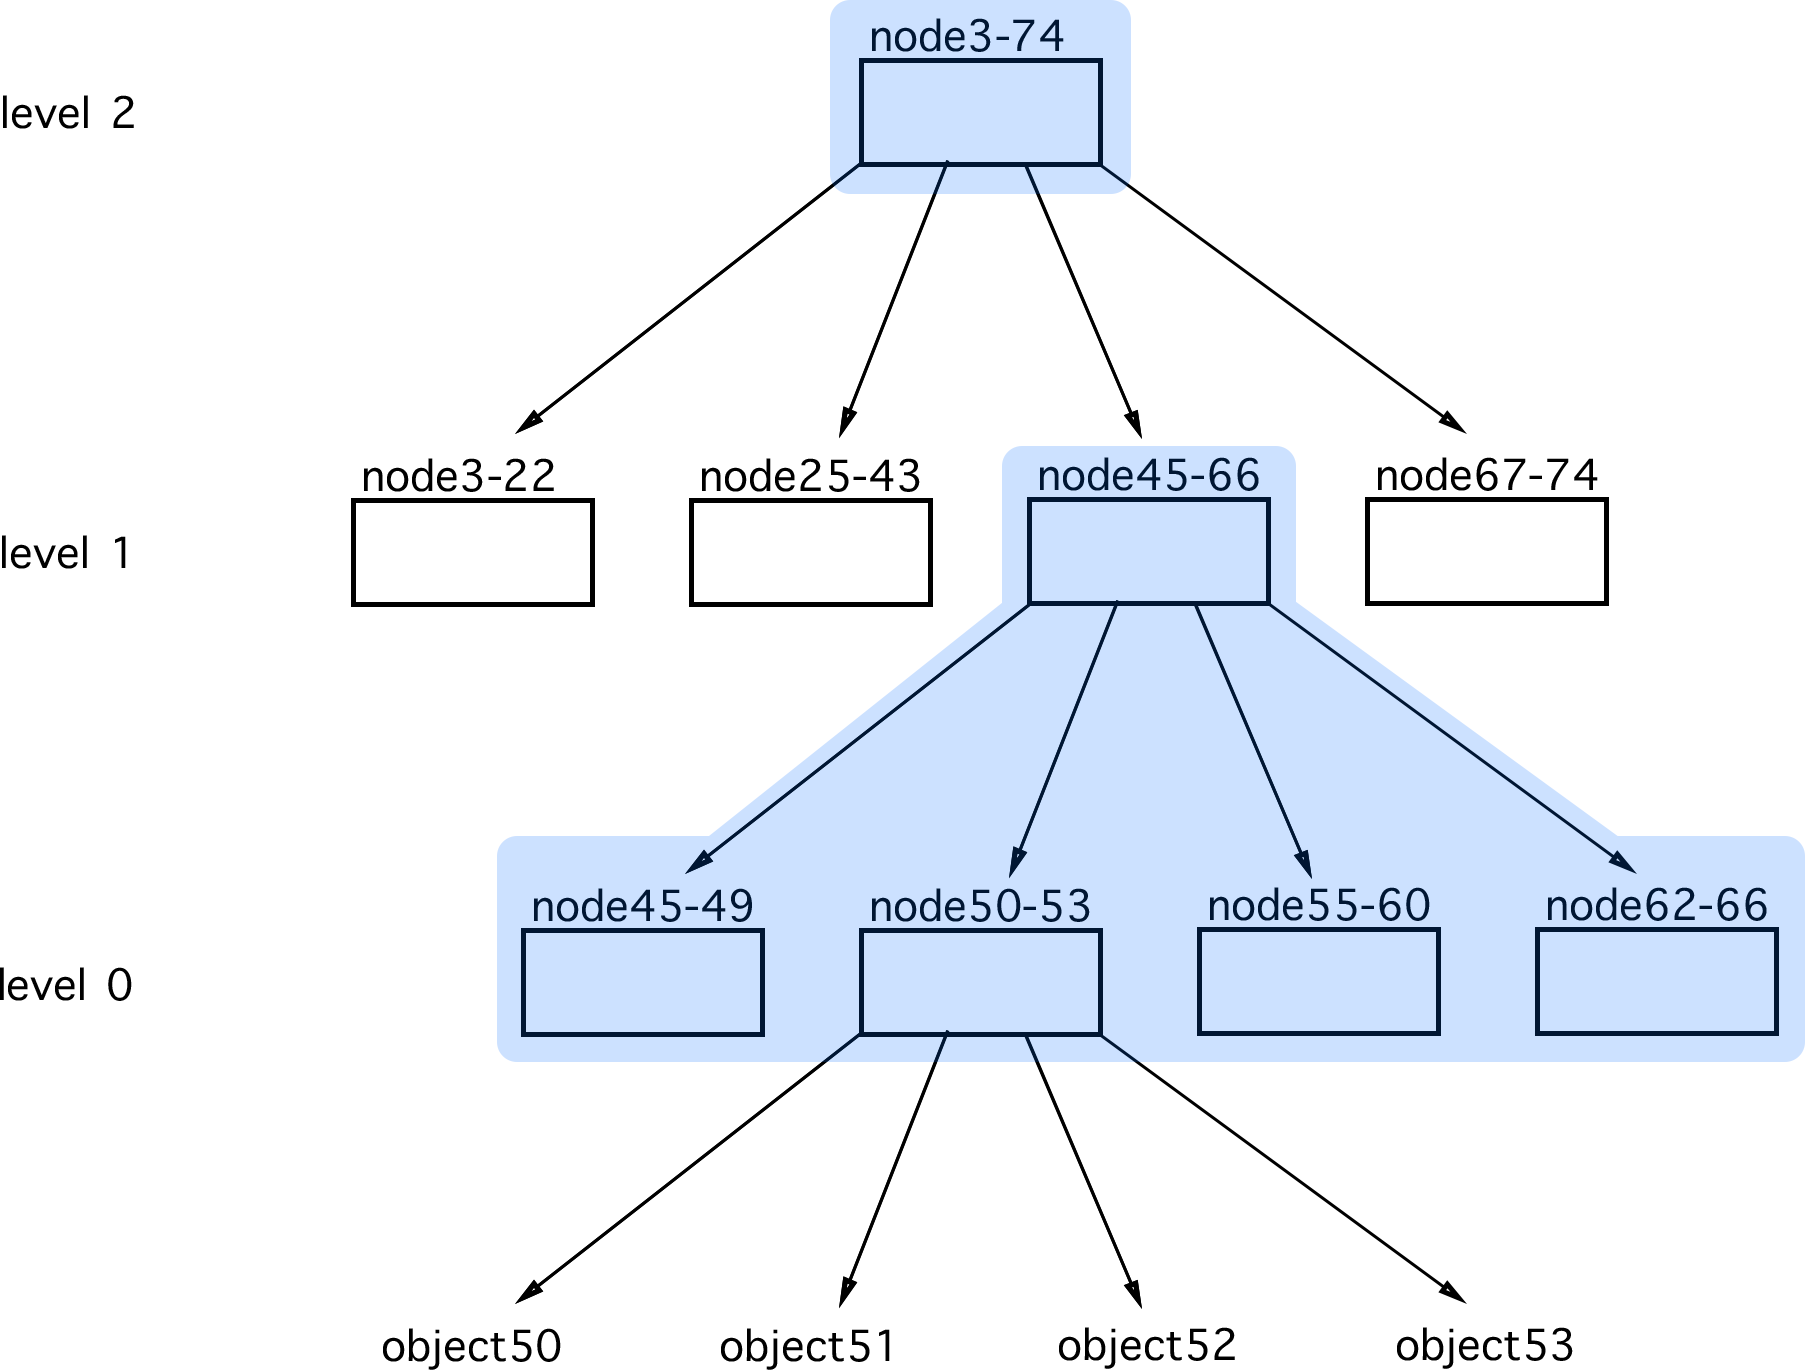 node3-74
level 2
node3-22
node25-43
node45-66
node67-74
level 1
node45-49
node50-53
node55-60
node62-66
level 0
object50
object51
object52
object53